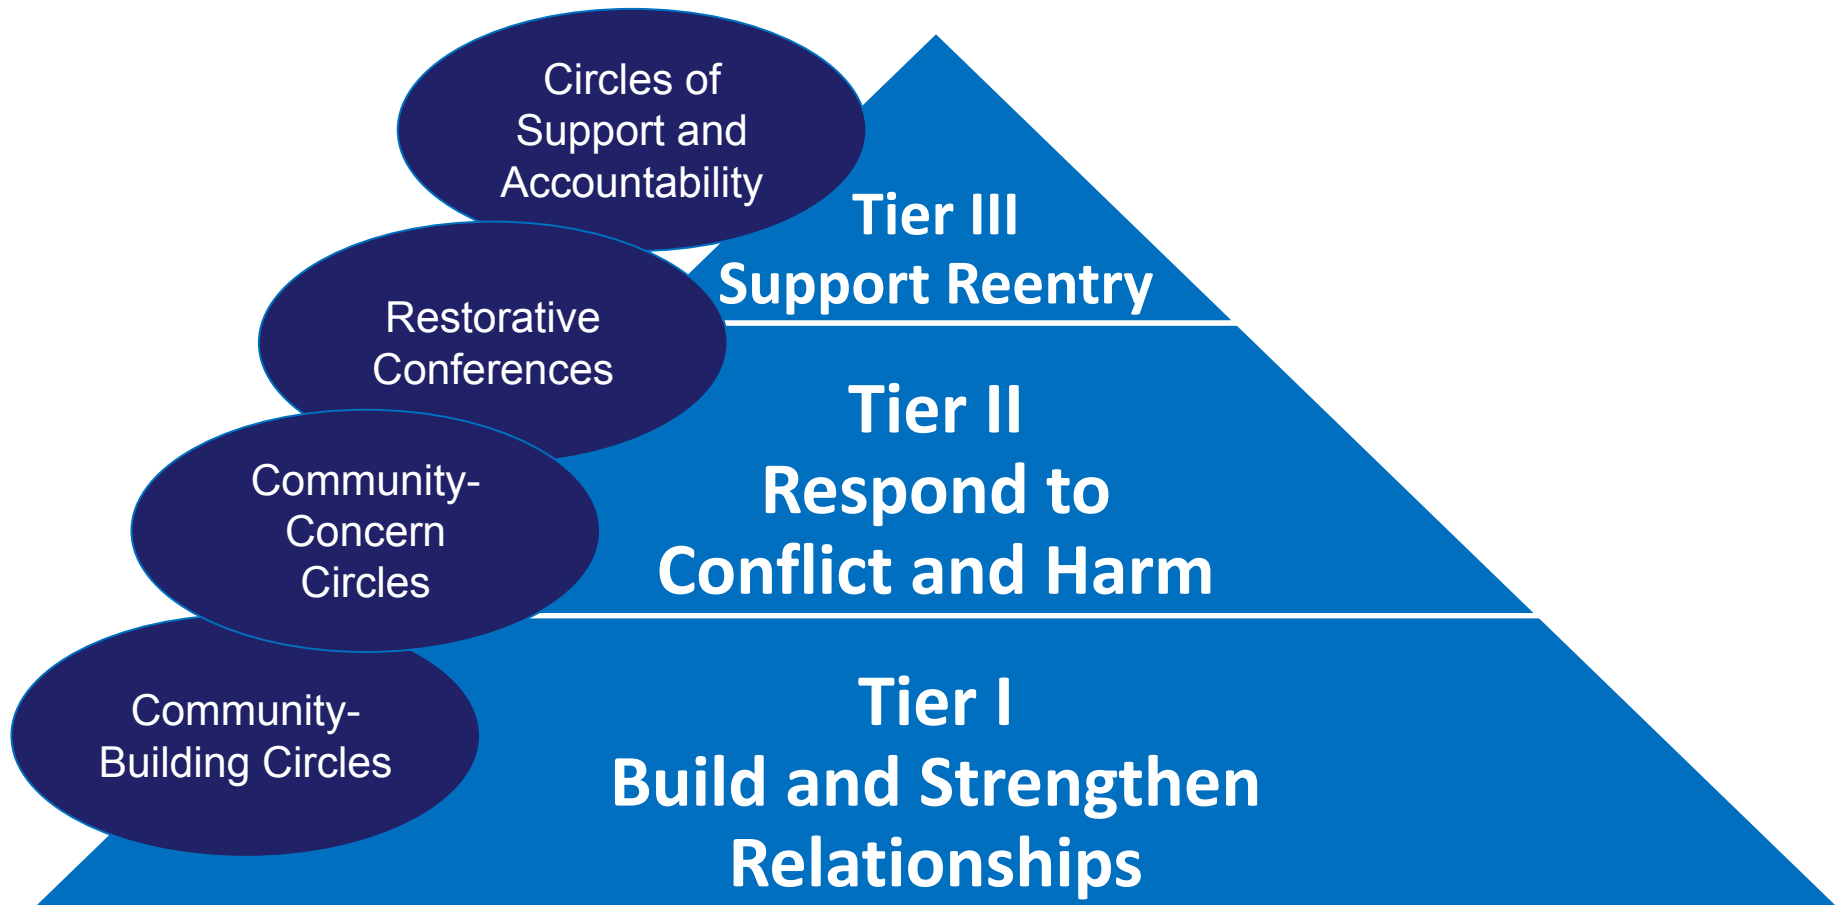 Circles of
Support and
Accountability
Tier III
Support Reentry
Restorative
Conferences
Tier II
Respond to
Conflict and Harm
Community-
Concern
Circles
Tier I
Build and Strengthen
Relationships
Community-
Building Circles